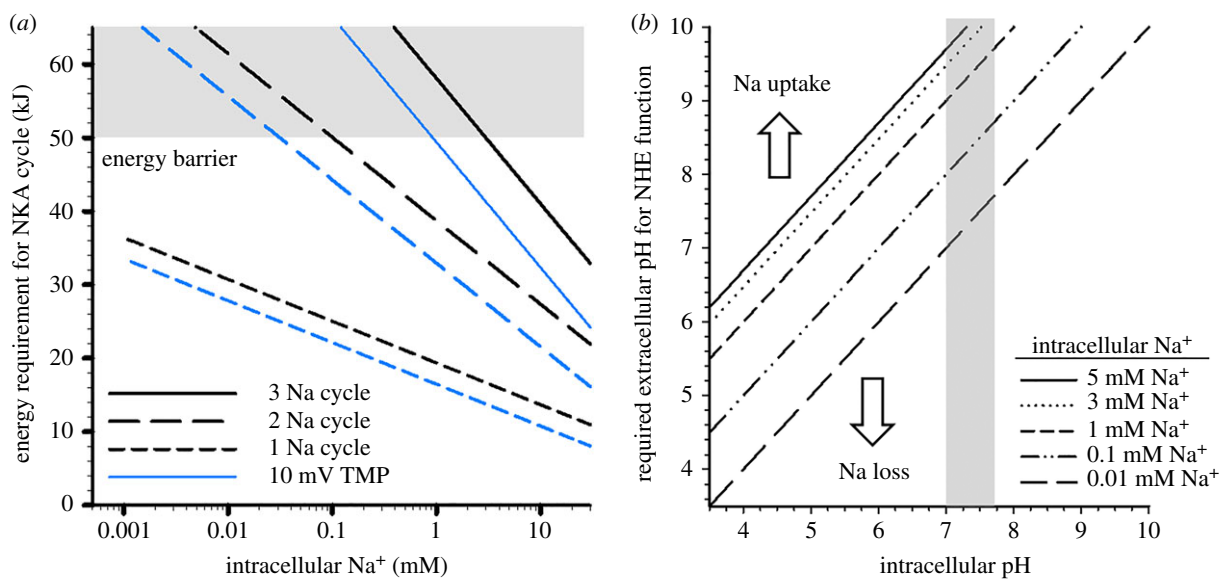 (a)
energy requirement for NKA cycle (kJ)
60
50
40
30
20
10
0
energy barrier
3 Na cycle
2 Na cycle
1 Na cycle
10 mV TMP
0.001 0.01 0.1 1 10
intracellular Na⁺ (mM)
(b)
required extracellular pH for NHE function
10
9
8
7
6
5
4
Na uptake
Na loss
intracellular Na⁺
5 mM Na⁺
3 mM Na⁺
1 mM Na⁺
0.1 mM Na⁺
0.01 mM Na⁺
4 5 6 7 8 9 10
intracellular pH